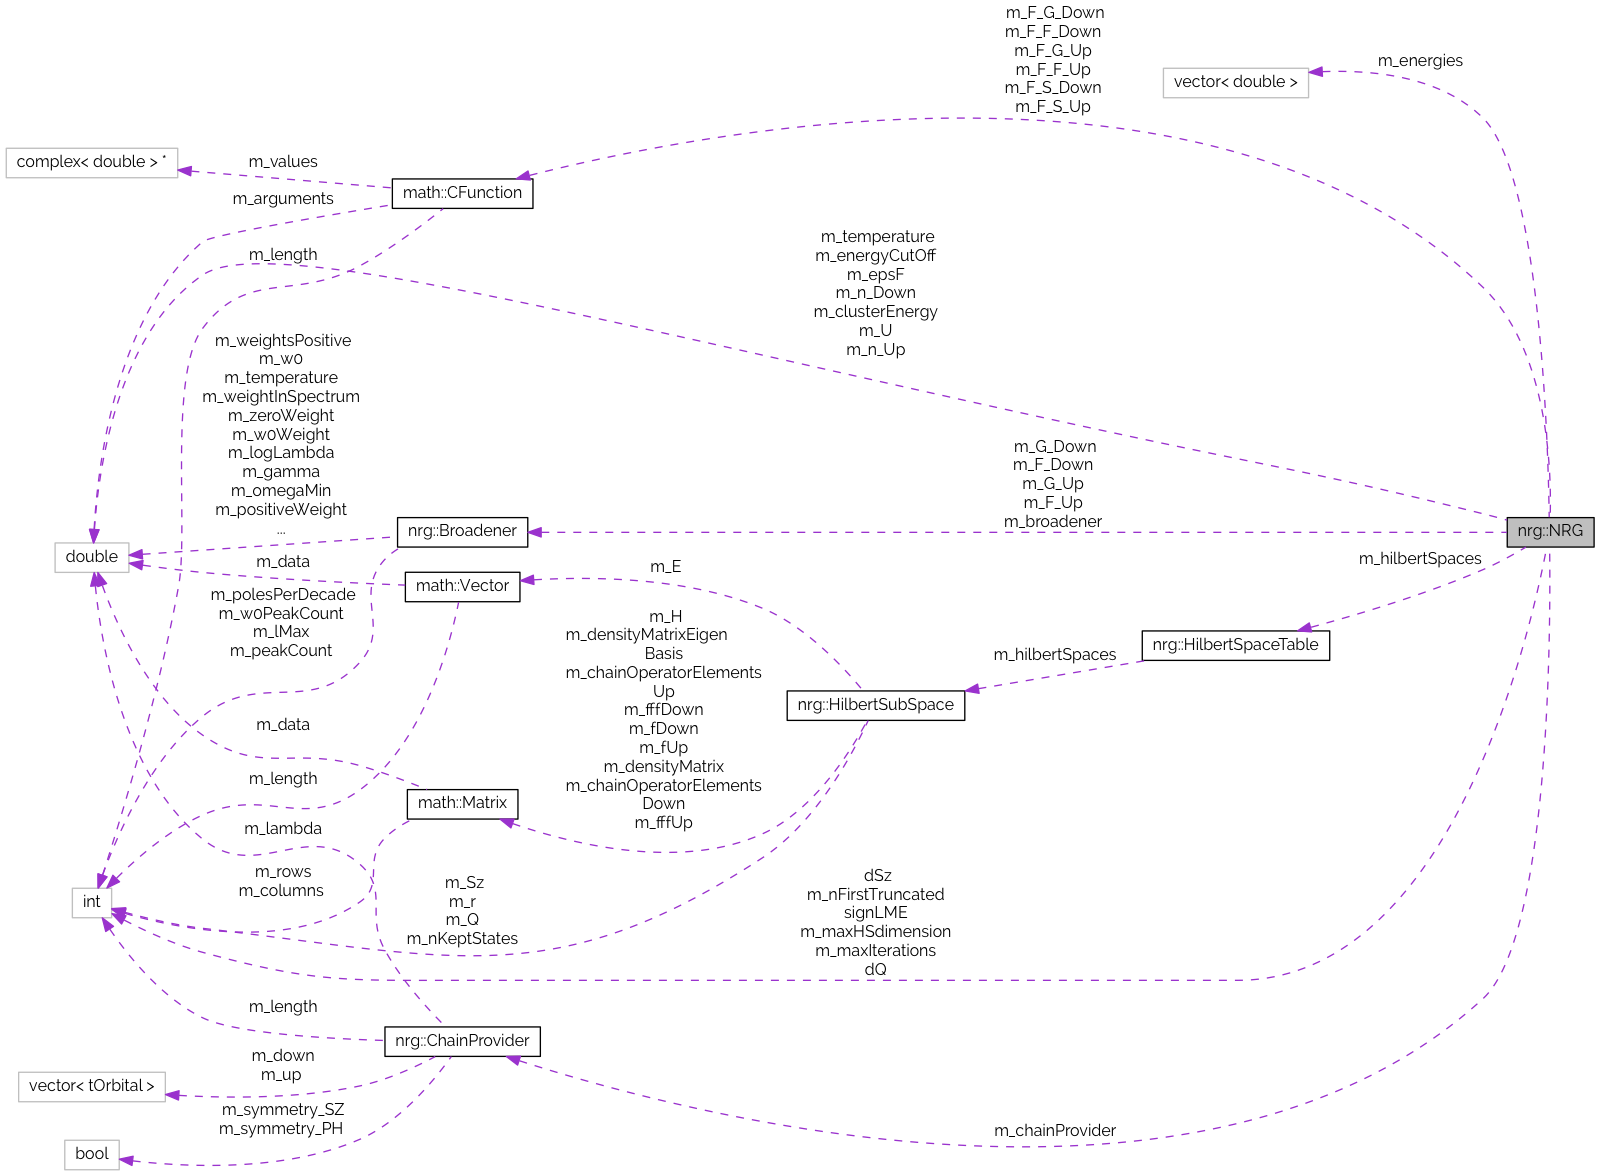 m_F_G_Down
m_F_F_Down
m_F_G_Up
m_F_F_Up
m_F_S_Down
m_F_S_Up
m_energies
vector< double >
complex< double > *
m_values
m_arguments
math::CFunction
m_length
m_temperature
m_energyCutOff
m_epsF
m_n_Down
m_clusterEnergy
m_U
m_n_Up
m_weightsPositive
m_w0
m_temperature
m_weightInSpectrum
m_zeroWeight
m_w0Weight
m_logLambda
m_gamma
m_omegaMin
m_positiveWeight
...
m_G_Down
m_F_Down
m_G_Up
m_F_Up
m_broadener
nrg::NRG
nrg::Broadener
double
m_data
math::Vector
m_E
m_hilbertSpaces
nrg::HilbertSpaceTable
m_polesPerDecade
m_w0PeakCount
m_lMax
m_peakCount
m_H
m_densityMatrixEigen
Basis
m_chainOperatorElements
Up
m_fffDown
m_fDown
m_fUp
m_densityMatrix
m_chainOperatorElements
Down
m_fffUp
m_hilbertSpaces
nrg::HilbertSubSpace
m_data
m_length
math::Matrix
m_lambda
m_rows
m_columns
int
m_Sz
m_r
m_Q
m_nKeptStates
dSz
m_nFirstTruncated
signLME
m_maxHSdimension
m_maxIterations
dQ
m_length
nrg::ChainProvider
m_down
m_up
vector< tOrbital >
m_symmetry_SZ
m_symmetry_PH
bool
m_chainProvider